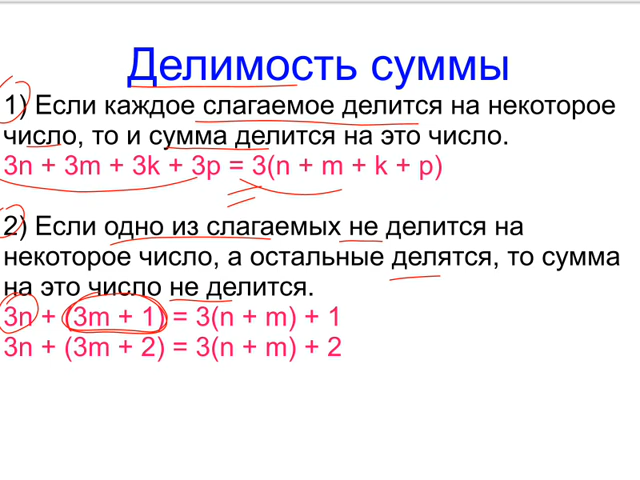 Делимость суммы
1) Если каждое слагаемое делится на некоторое
число, то и сумма делится на это число.
3n + 3m + 3k + 3p = 3(n + m + k + p)
2) Если одно из слагаемых не делится на
некоторое число, а остальные делятся, то сумма
на это число не делится.
3n + (3m + 1) = 3(n + m) + 1
3n + (3m + 2) = 3(n + m) + 2